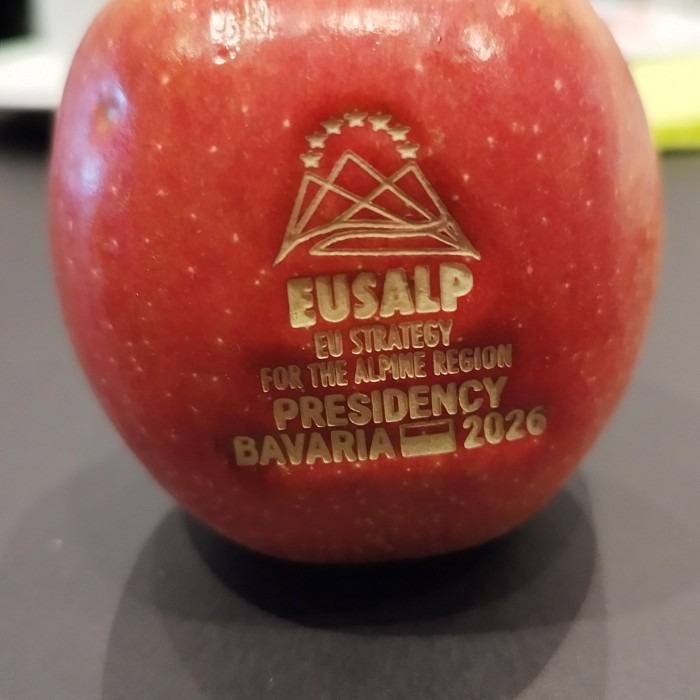 EUSALP
EU STRATEGY
FOR THE ALPINE REGION
PRESIDENCY
BAVARIA 2026